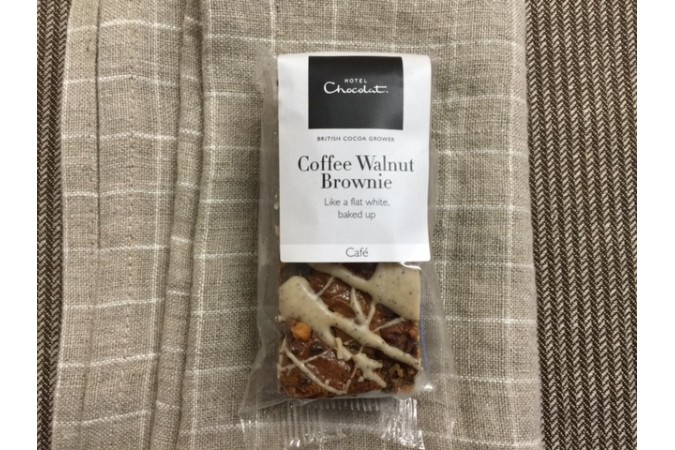 HOTEL
Chocolat.
BRITISH COCOA GROWER
Coffee Walnut
Brownie
Like a flat white,
baked up
Café